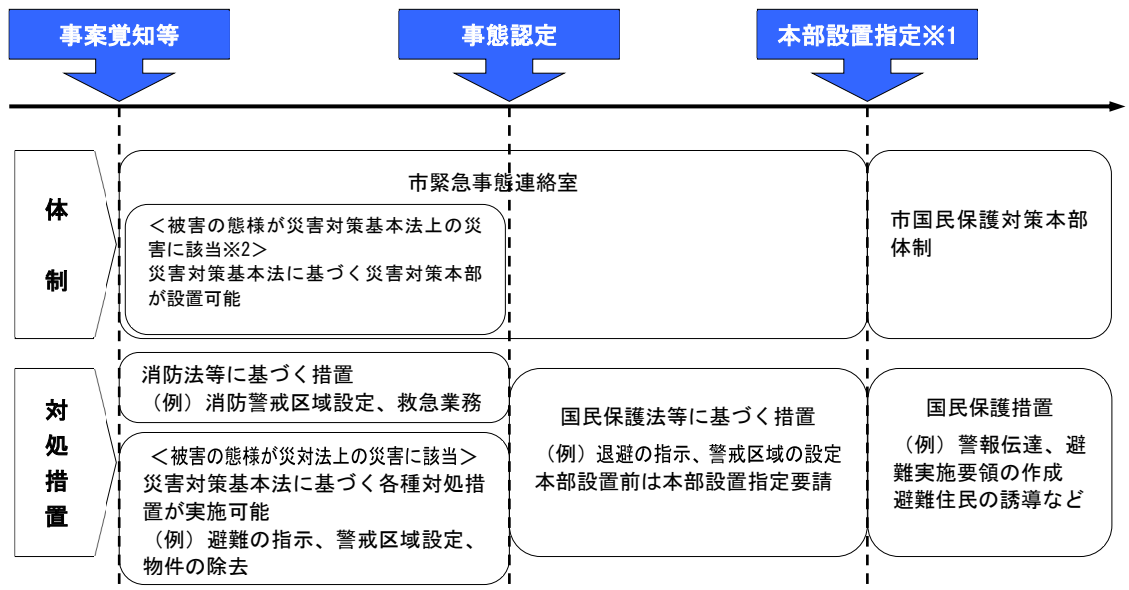 事案覚知等
事態認定
本部設置指定※1
体制
市緊急事態連絡室
＜被害の態様が災害対策基本法上の災
害に該当※2＞
災害対策基本法に基づく災害対策本部
が設置可能
市国民保護対策本部
体制
対処措置
消防法等に基づく措置
（例）消防警戒区域設定、救急業務
＜被害の態様が災対法上の災害に該当＞
災害対策基本法に基づく各種対処措
置が実施可能
（例）避難の指示、警戒区域設定、
物件の除去
国民保護法等に基づく措置
（例）退避の指示、警戒区域の設定
本部設置前は本部設置指定要請
国民保護措置
（例）警報伝達、避
難実施要領の作成
避難住民の誘導など